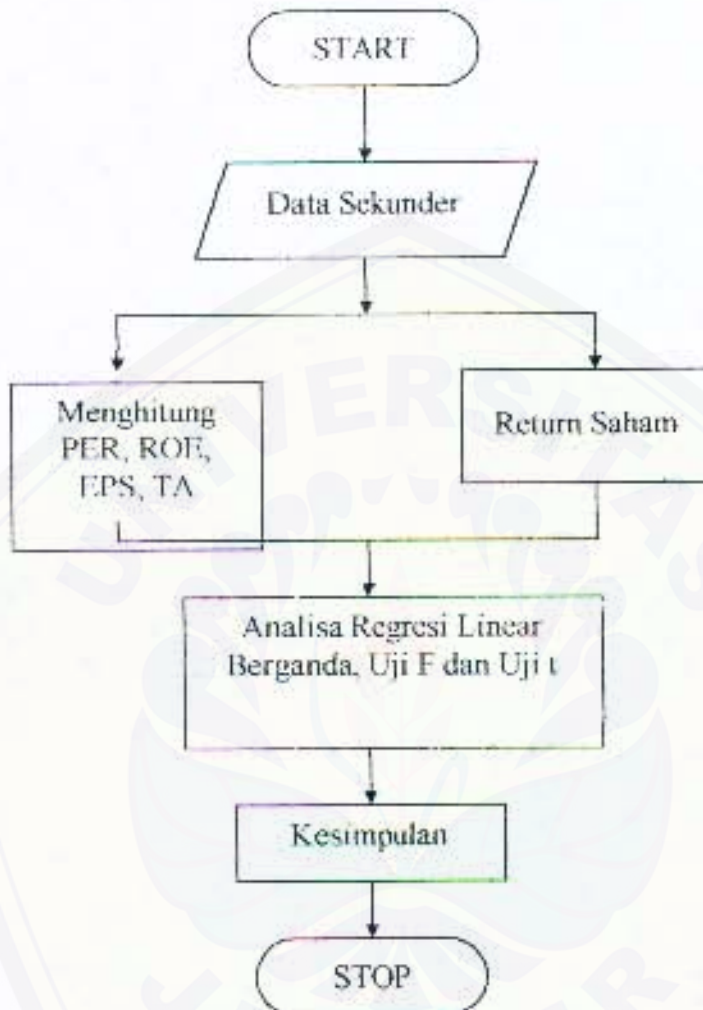 START
Data Sekunder
Menghitung
PER, ROE,
EPS, TA
Return Saham
Analisa Regresi Linear
Berganda, Uji F dan Uji t
Kesimpulan
STOP
UNIVERSITAS